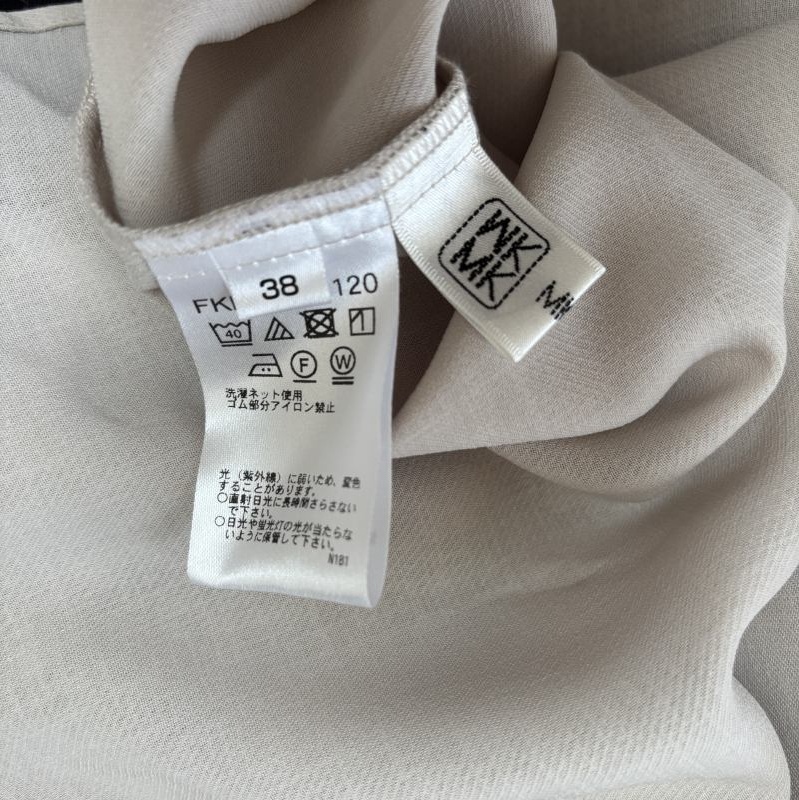 38
120
40
F W
洗濯ネット使用
ゴム部分アイロン禁止
光（紫外線）に弱いため、変色
することがあります。
○直射日光に長時間さらさない
で下さい。
○日光や蛍光灯の光が当たらな
いように保管して下さい。
N181
MK
MK